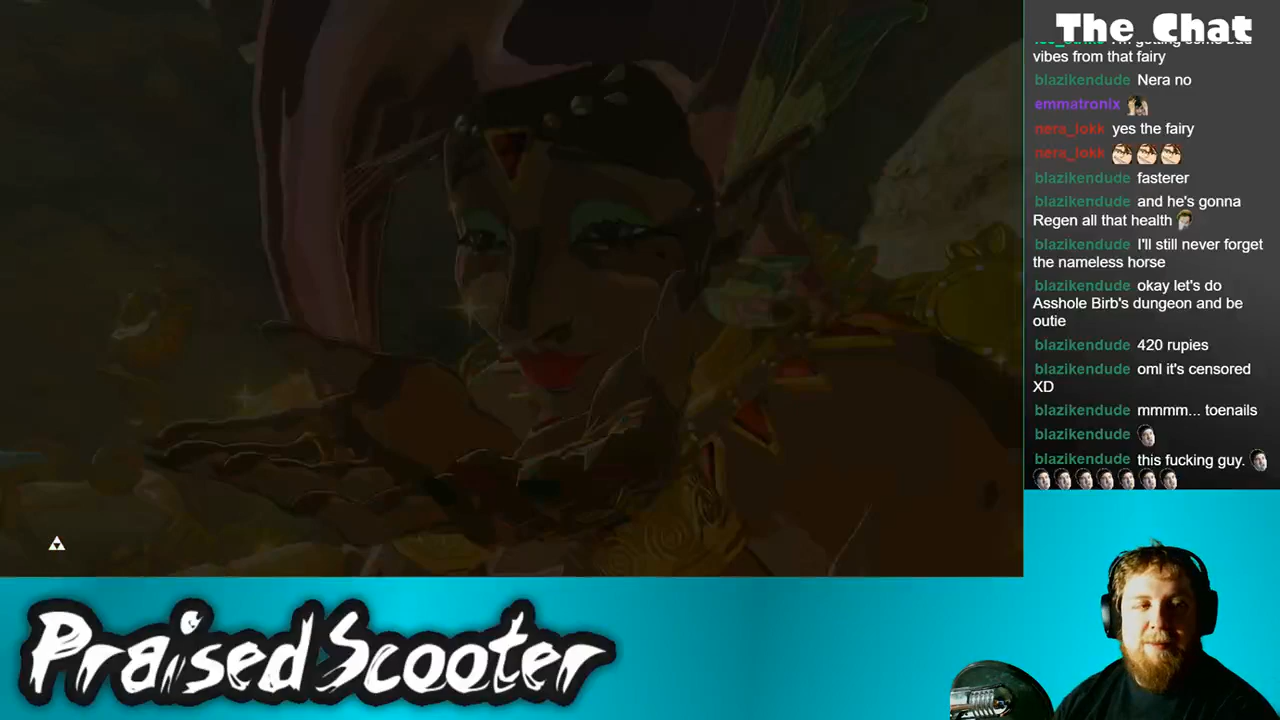 The Chat
vibes from that fairy
blazikendude Nera no
emmatronix
nera_lokk yes the fairy
nera_lokk
blazikendude fasterer
blazikendude and he's gonna
Regen all that health
blazikendude I'll still never forget
the nameless horse
blazikendude okay let's do
Asshole Birb's dungeon and be
outie
blazikendude 420 rupies
blazikendude oml it's censored
XD
blazikendude mmmm... toenails
blazikendude
blazikendude this fucking guy.
PraisedScooter